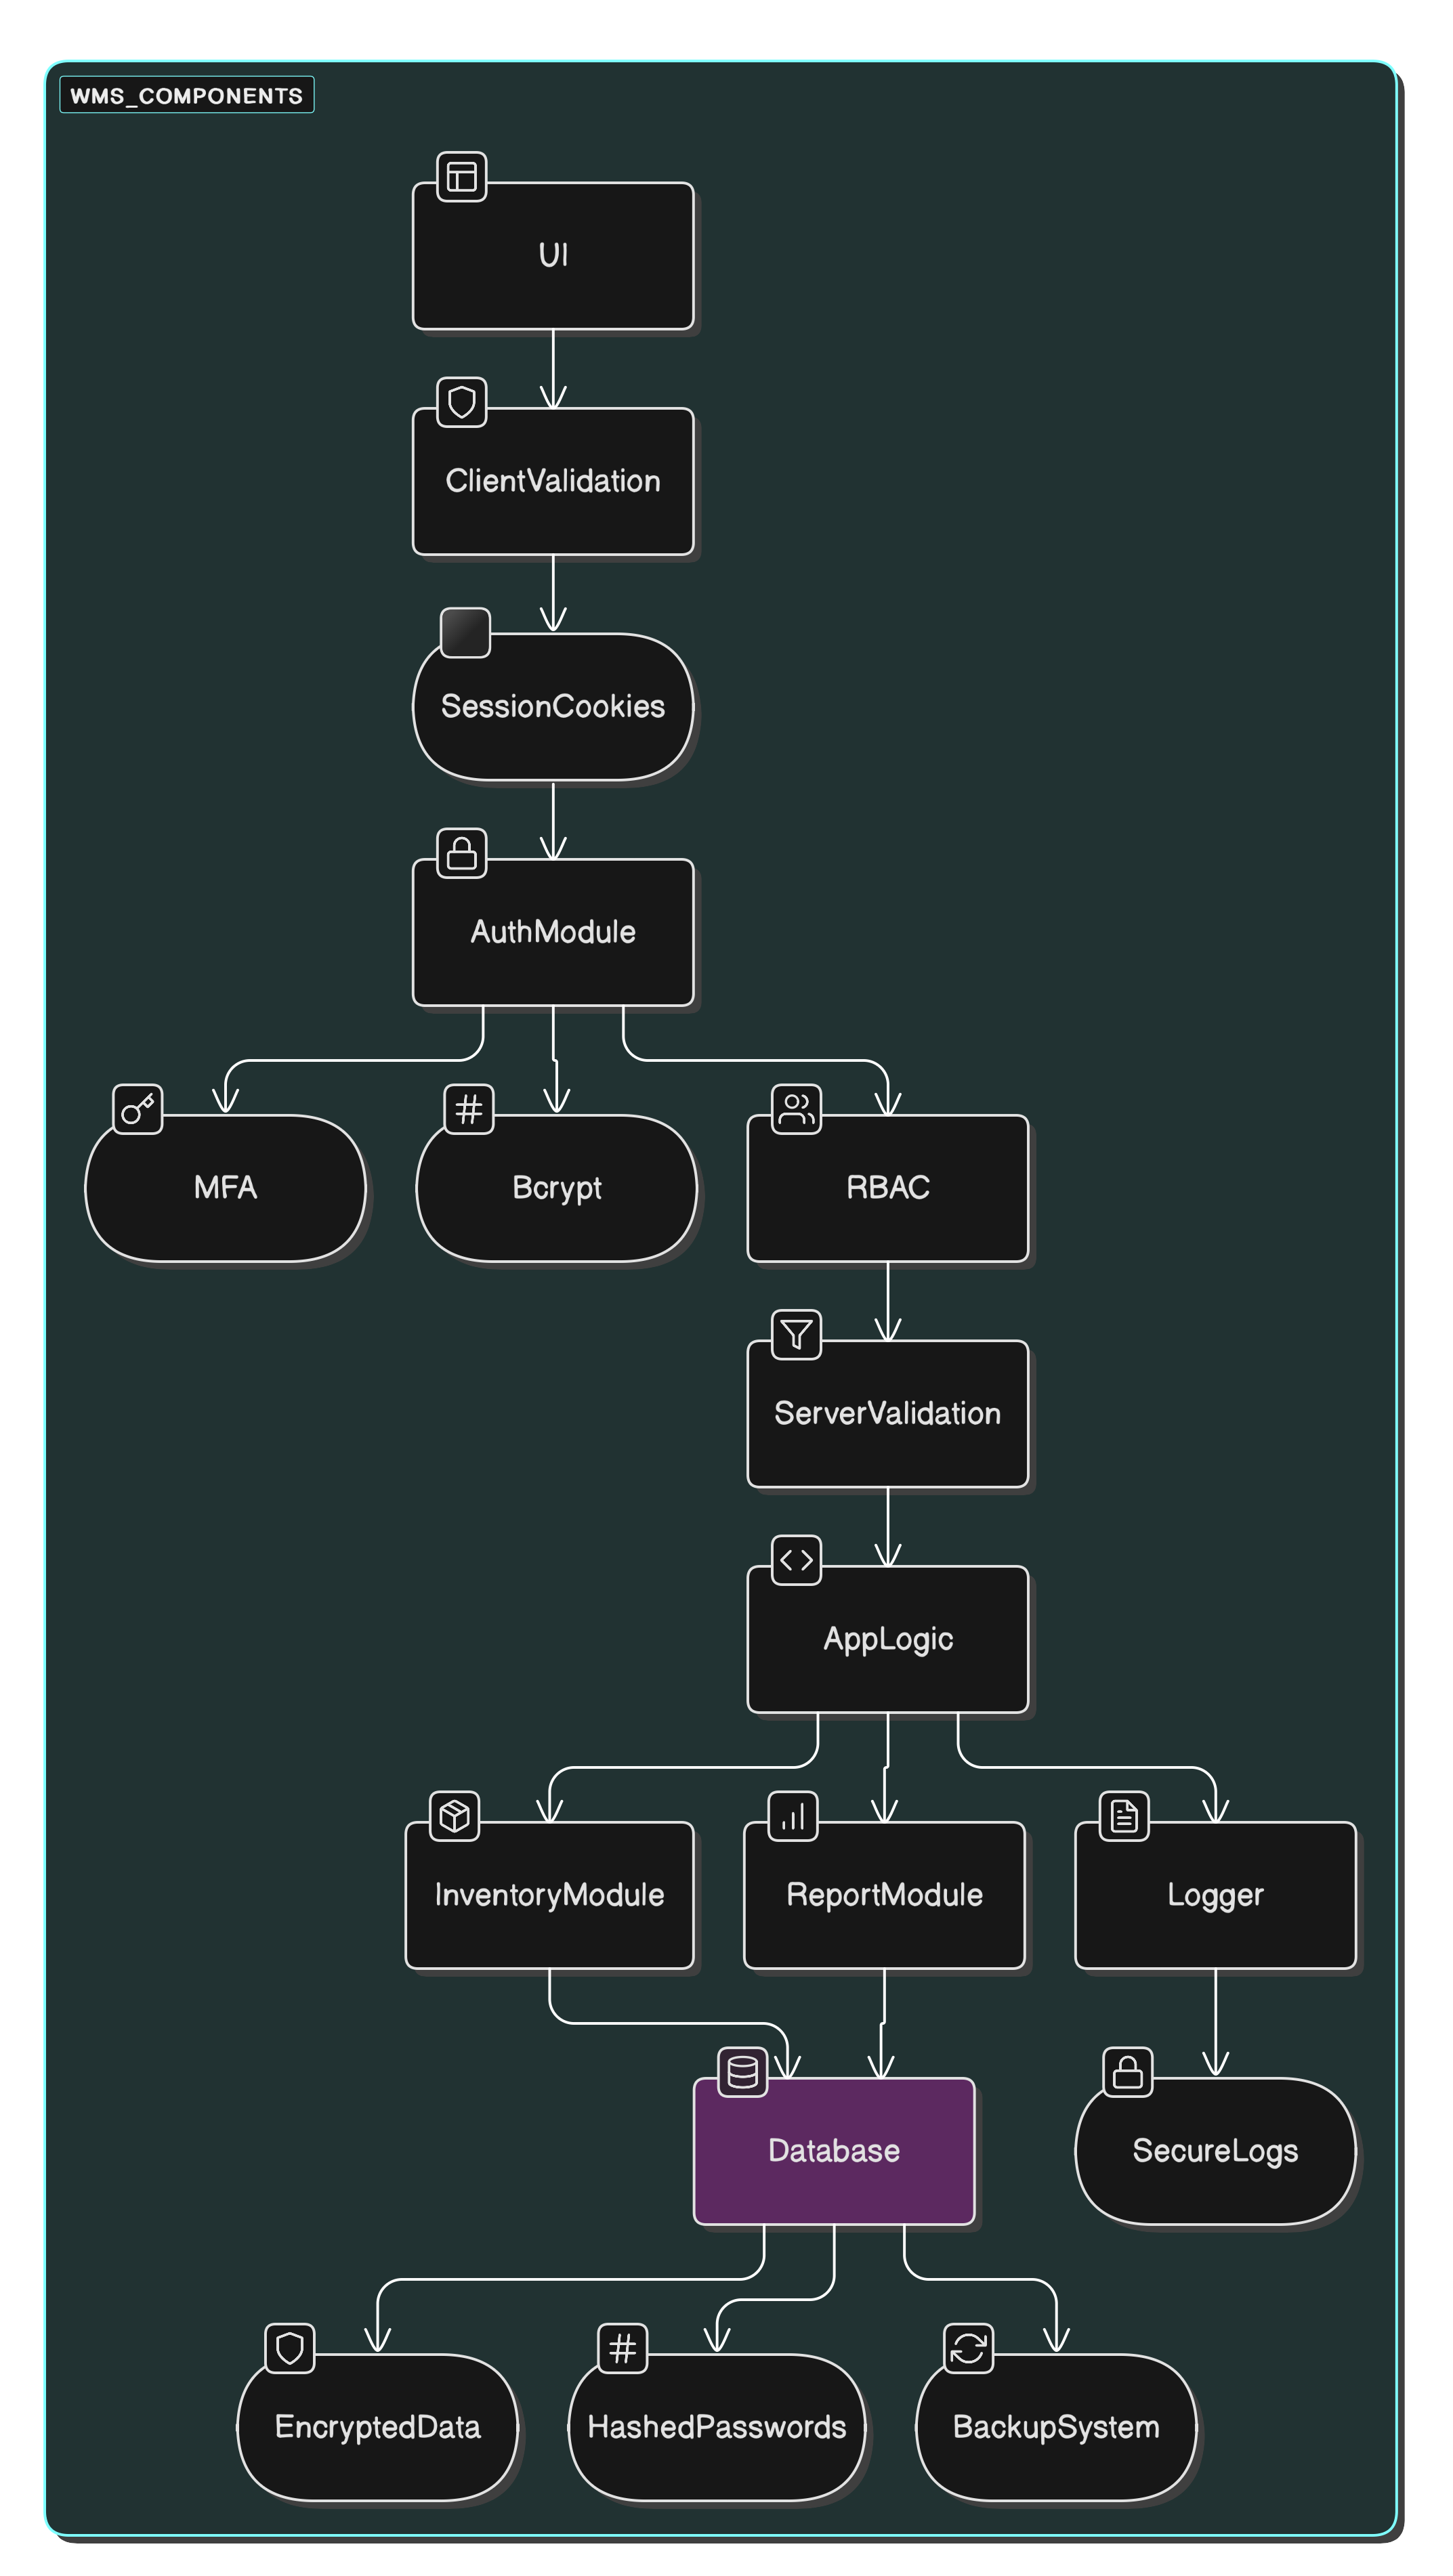 WMS_COMPONENTS
UI
ClientValidation
SessionCookies
AuthModule
MFA
Bcrypt
RBAC
ServerValidation
AppLogic
InventoryModule
ReportModule
Logger
Database
SecureLogs
EncryptedData
HashedPasswords
BackupSystem